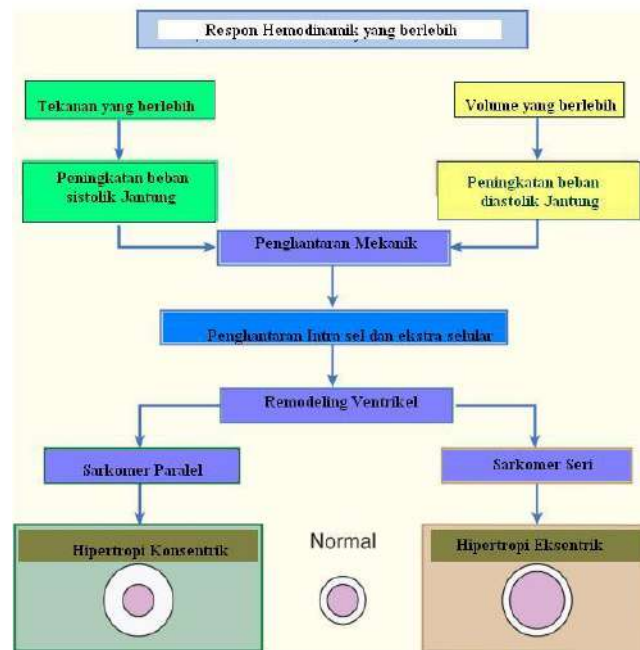 Respon Hemodinamik yang berlebih
Tekanan yang berlebih
Volume yang berlebih
Peningkatan beban
sistolik Jantung
Peningkatan beban
diastolik Jantung
Penghantaran Mekanik
Penghantaran Intra sel dan ekstra selular
Remodeling Ventrikel
Sarkomer Paralel
Sarkomer Seri
Hipertropi Konsentrik
Normal
Hipertropi Eksentrik